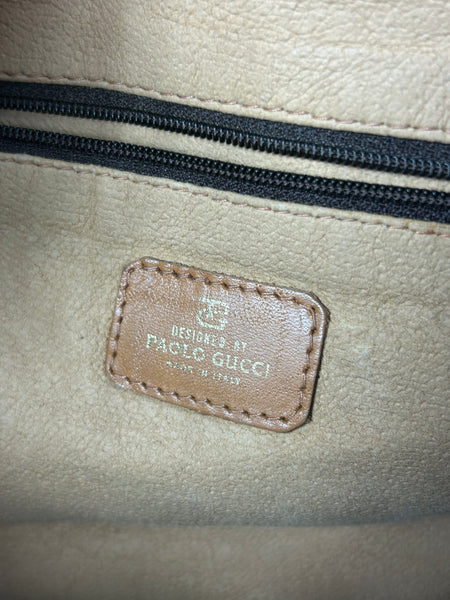 DESIGNED BY
PAOLO GUCCI
MADE IN ITALY